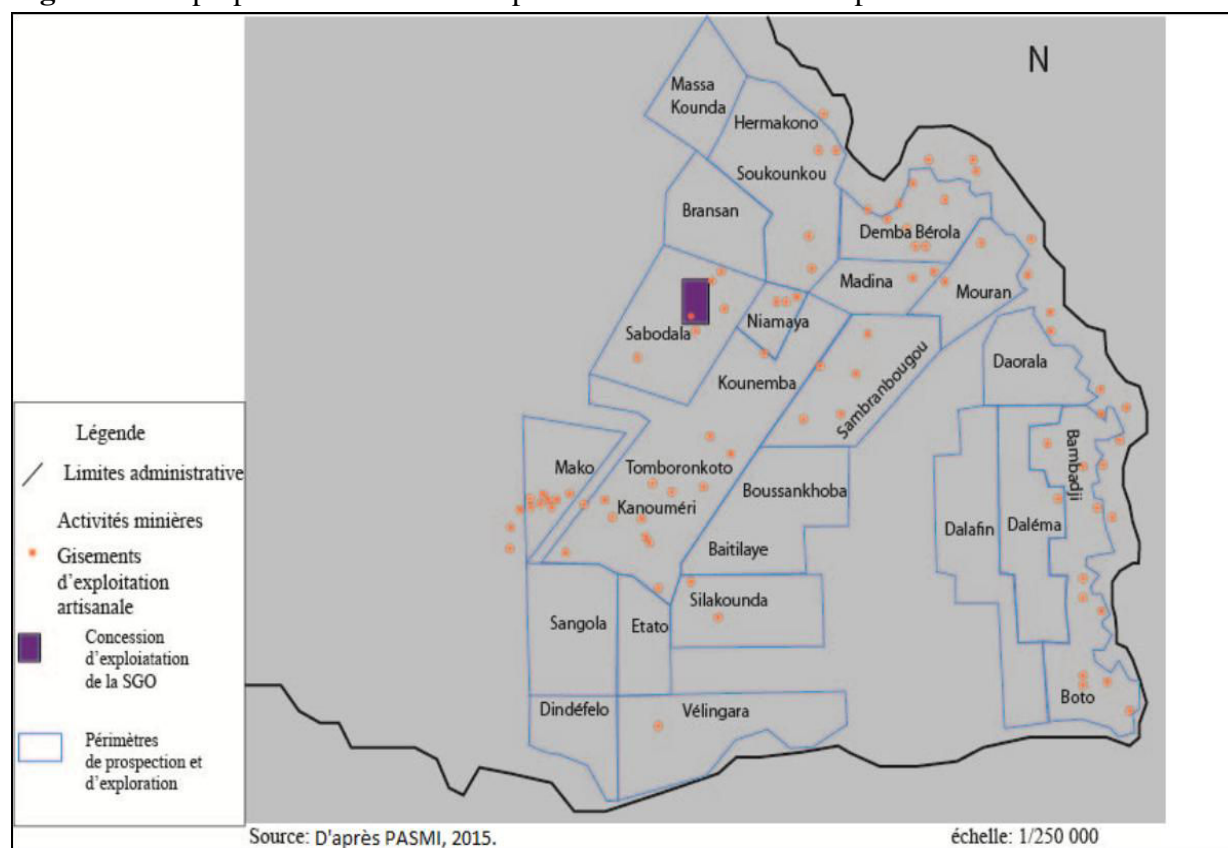 N
Massa
Kounda
Hermakono
Soukounkou
Bransan
Demba Bérola
Madina
Mouran
Sabodala
Niamaya
Daorala
Kounemba
Sambranbougou
Bambadji
Mako
Tomboronkoto
Boussankhoba
Kanouméri
Dalafin
Daléma
Baitilaye
Silakounda
Sangola
Etato
Boto
Dindéfelo
Vélingara
Légende
Limites administrative
Activités minières
Gisements
d'exploitation
artisanale
Concession
d'exploiatation
de la SGO
Périmètres
de prospection et
d'exploration
Source: D'après PASMI, 2015.
échelle: 1/250 000